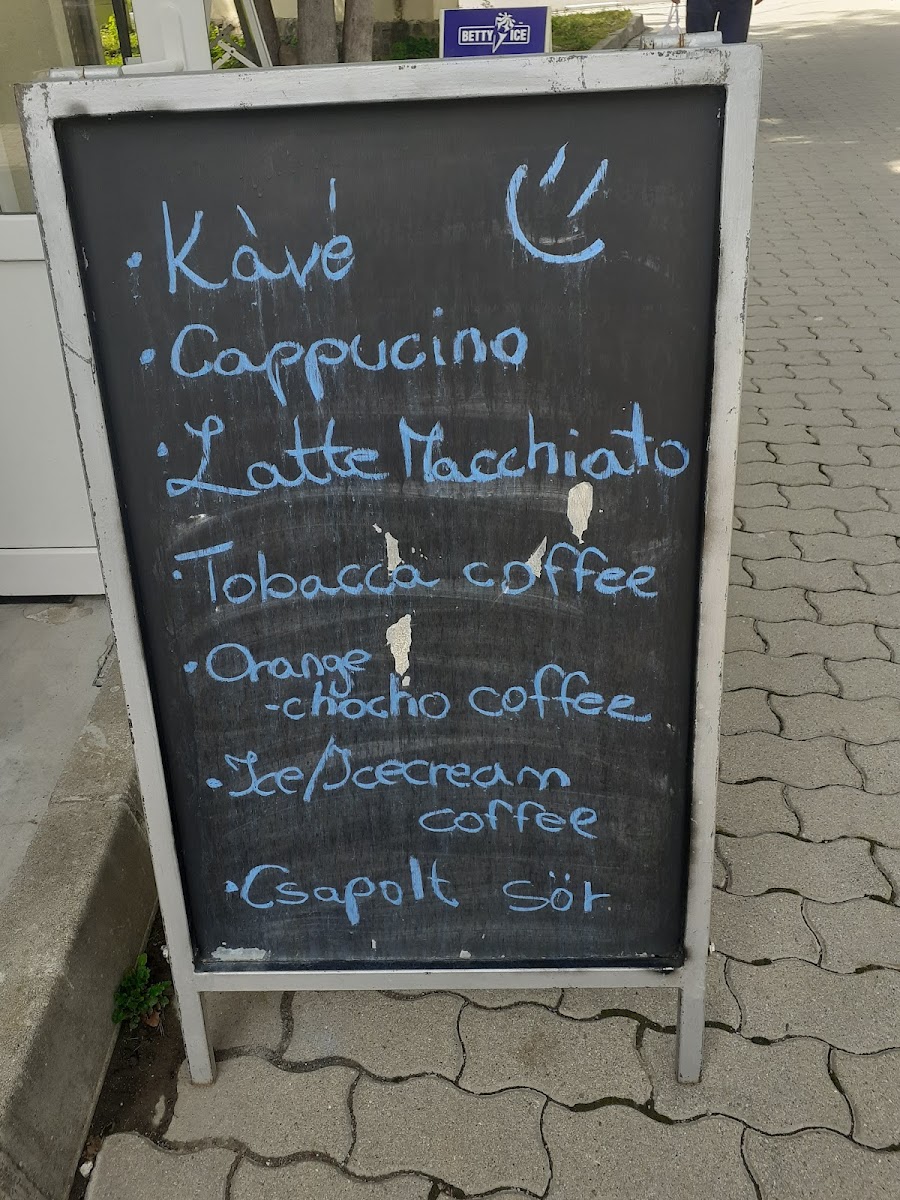 BETTY ICE
• Kàvé
• Cappucino
• Latte Macchiato
• Tobacca coffee
• Orange
-chocho coffee
• Ice/Icecream
coffee
• Csapolt sör